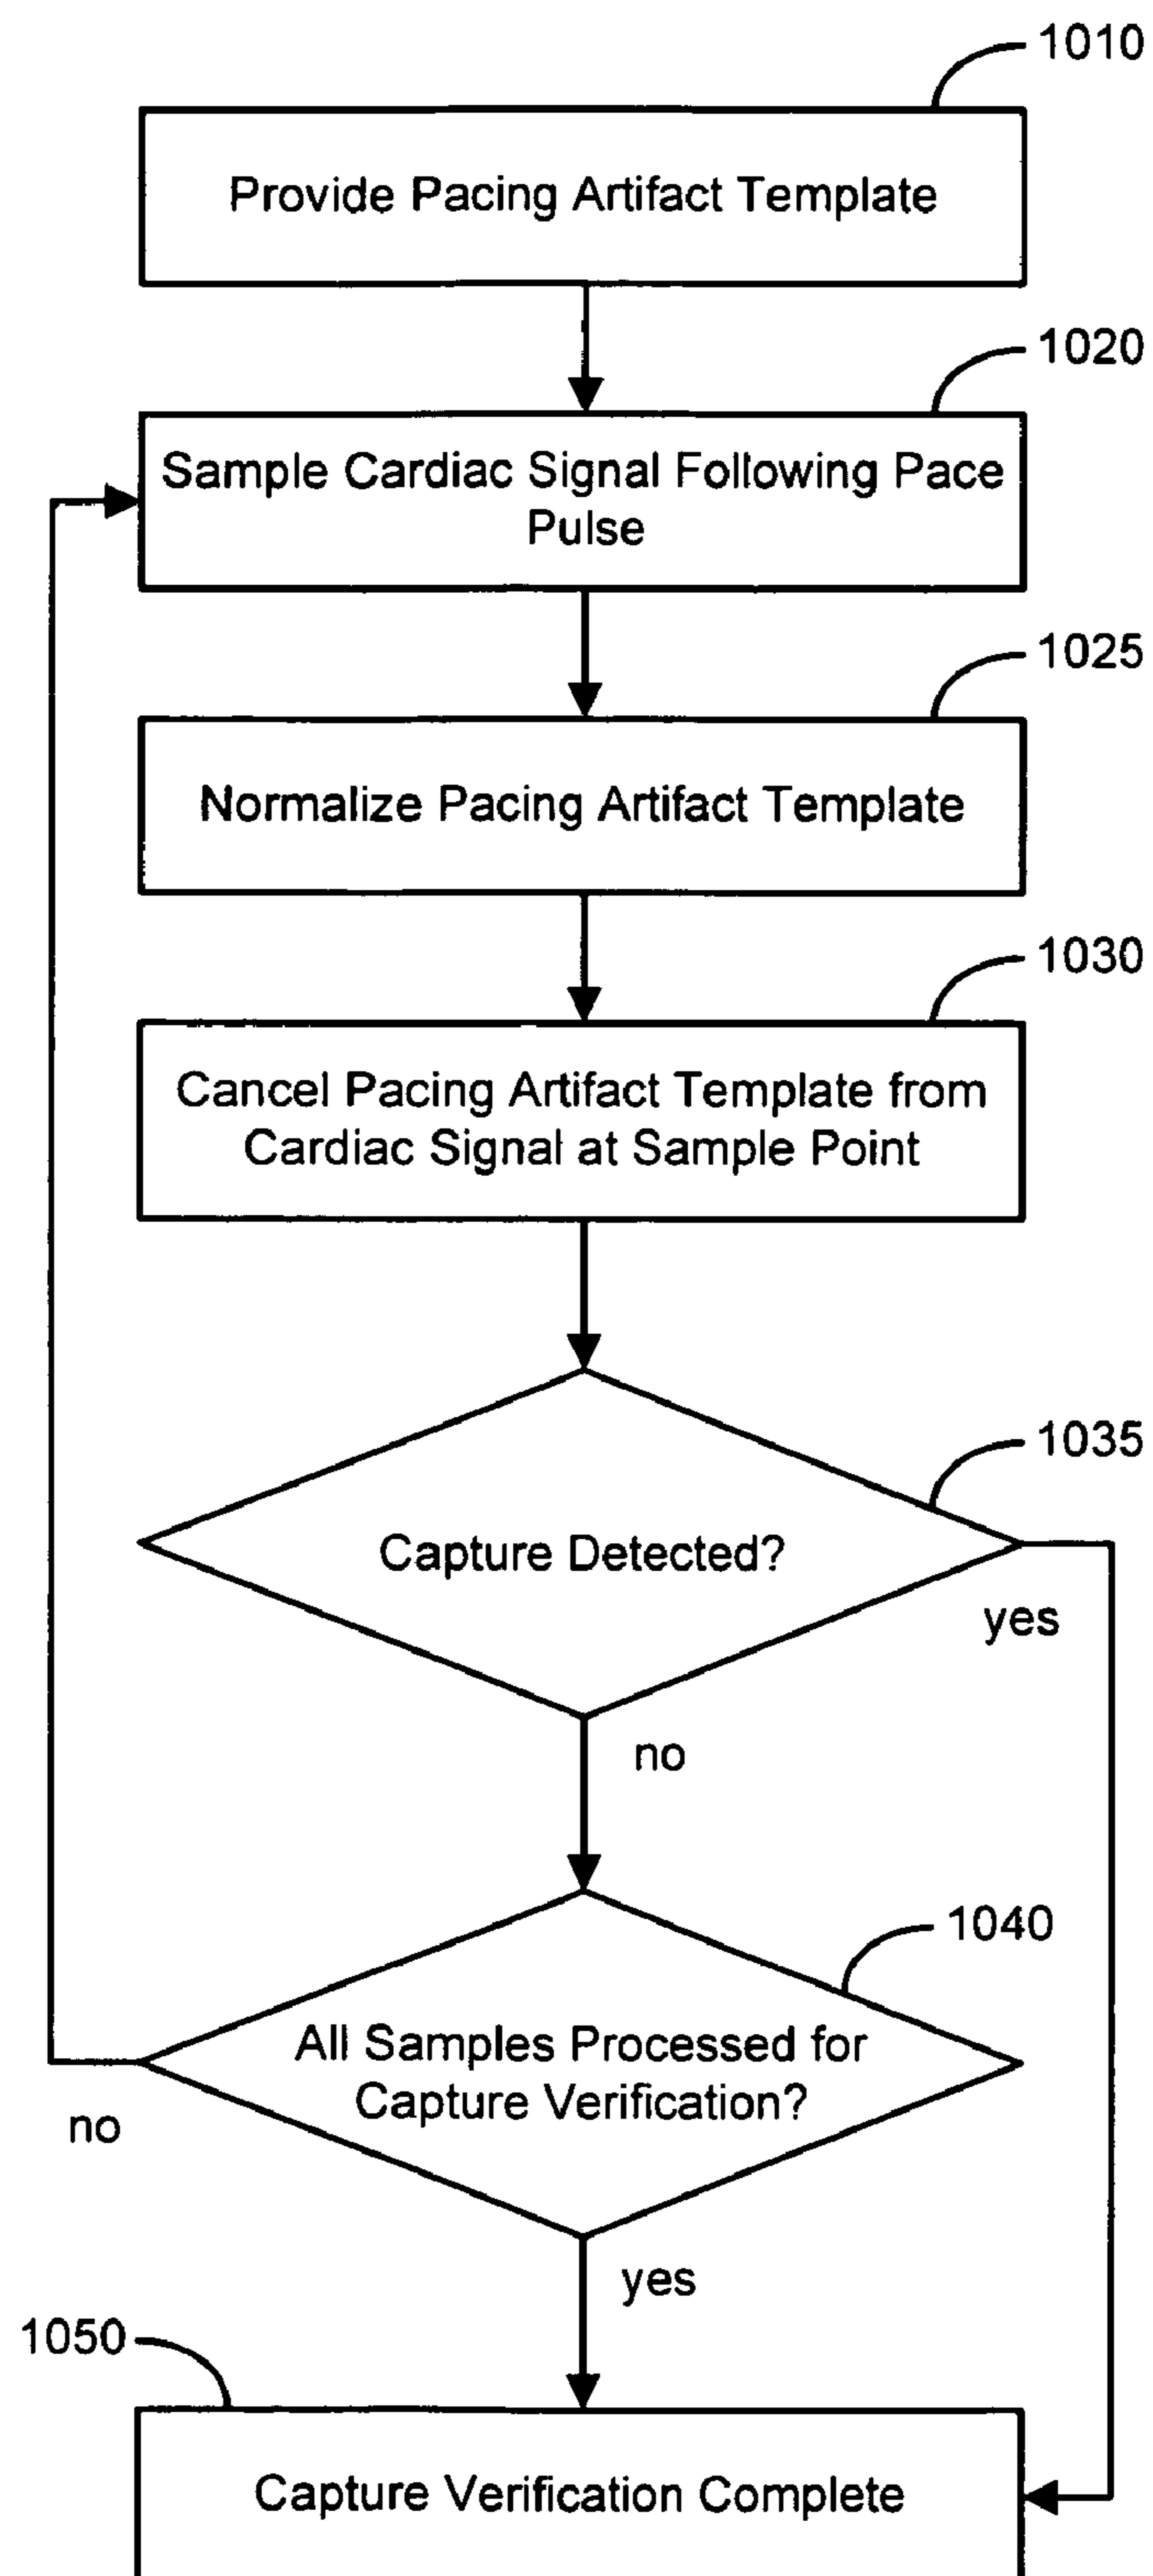 1010
Provide Pacing Artifact Template
1020
Sample Cardiac Signal Following Pace
Pulse
1025
Normalize Pacing Artifact Template
1030
Cancel Pacing Artifact Template from
Cardiac Signal at Sample Point
1035
Capture Detected?
yes
no
1040
All Samples Processed for
Capture Verification?
no
yes
1050
Capture Verification Complete